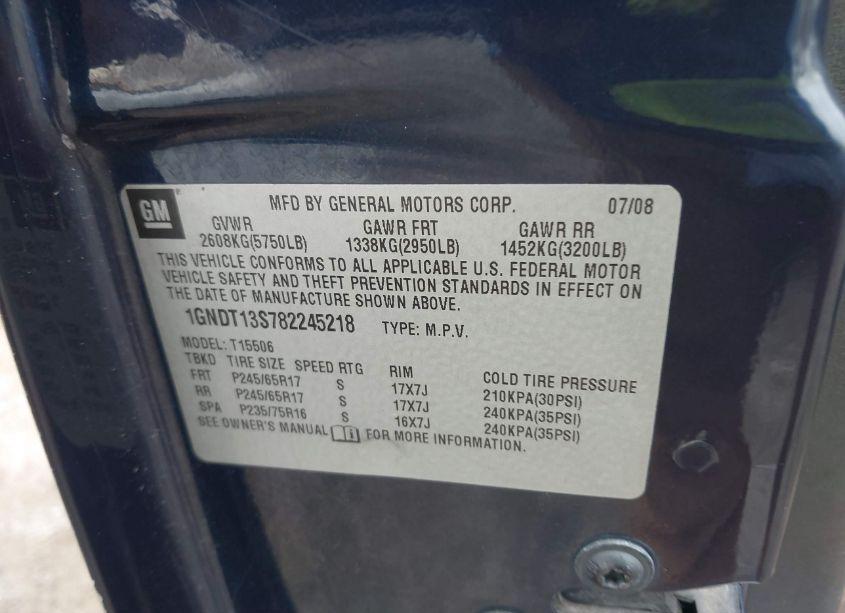 GM MFD BY GENERAL MOTORS CORP. 07/08
GVWR GAWR FRT GAWR RR
2608KG(5750LB) 1338KG(2950LB) 1452KG(3200LB)
THIS VEHICLE CONFORMS TO ALL APPLICABLE U.S. FEDERAL MOTOR
VEHICLE SAFETY AND THEFT PREVENTION STANDARDS IN EFFECT ON
THE DATE OF MANUFACTURE SHOWN ABOVE.
1GNDT13S782245218 TYPE: M.P.V.
MODEL: T15506
TBKD TIRE SIZE SPEED RTG RIM COLD TIRE PRESSURE
FRT P245/65R17 S 17X7J 210KPA(30PSI)
RR P245/65R17 S 17X7J 240KPA(35PSI)
SPA P235/75R16 S 16X7J 240KPA(35PSI)
SEE OWNER'S MANUAL FOR MORE INFORMATION.